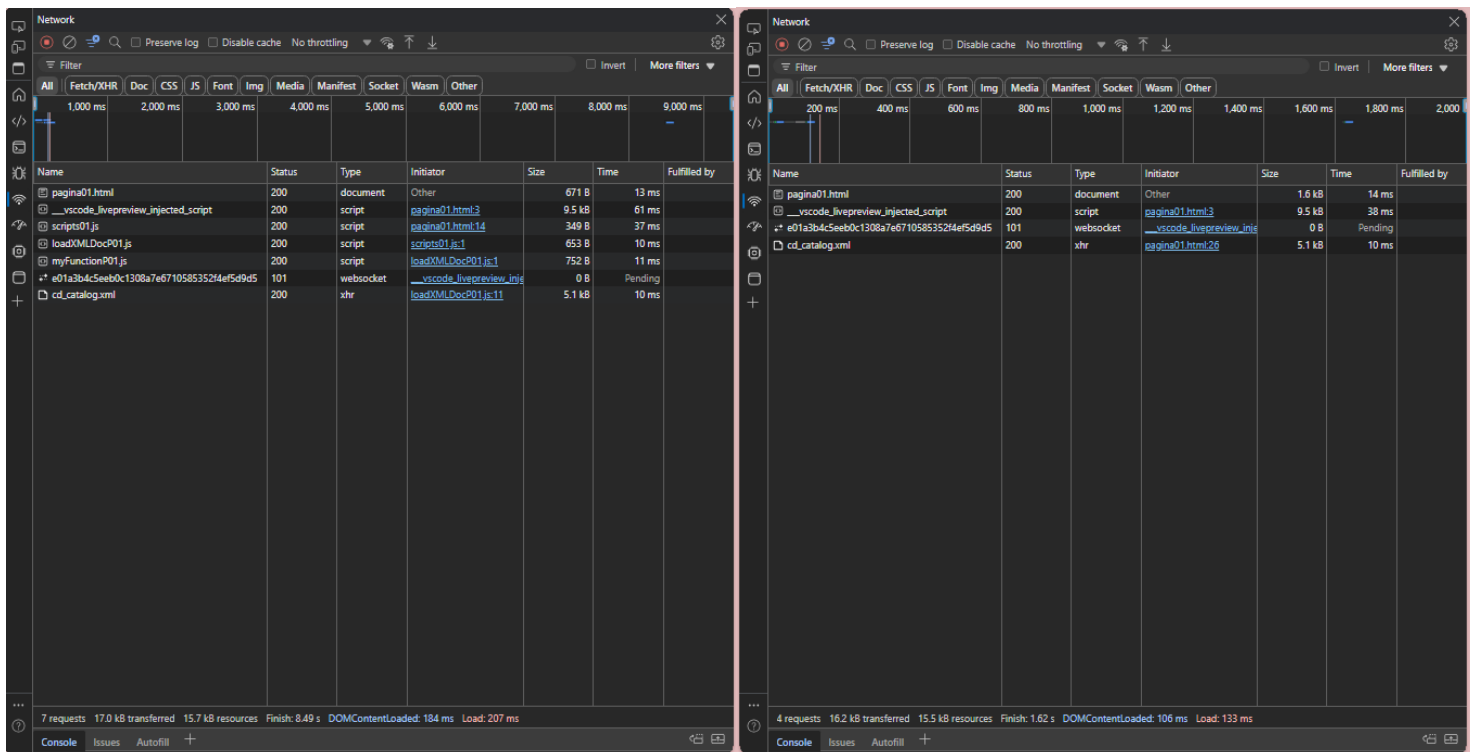 Network
Preserve log Disable cache No throttling
Filter Invert More filters
All Fetch/XHR Doc CSS JS Font Img Media Manifest Socket Wasm Other
1,000 ms 2,000 ms 3,000 ms 4,000 ms 5,000 ms 6,000 ms 7,000 ms 8,000 ms 9,000 ms
Name Status Type Initiator Size Time Fulfilled by
pagina01.html 200 document Other 671 B 13 ms
__vscode_livepreview_injected_script 200 script pagina01.html:3 9.5 kB 61 ms
scripts01.js 200 script pagina01.html:14 349 B 37 ms
loadXMLDocP01.js 200 script scripts01.js:1 653 B 10 ms
myFunctionP01.js 200 script loadXMLDocP01.js:1 752 B 11 ms
e01a3b4c5eeb0c1308a7e6710585352f4ef5d9d5 101 websocket __vscode_livepreview_inje 0 B Pending
cd_catalog.xml 200 xhr loadXMLDocP01.js:11 5.1 kB 10 ms
7 requests 17.0 kB transferred 15.7 kB resources Finish: 8.49 s DOMContentLoaded: 184 ms Load: 207 ms
Console Issues Autofill
Network
Preserve log Disable cache No throttling
Filter Invert More filters
All Fetch/XHR Doc CSS JS Font Img Media Manifest Socket Wasm Other
200 ms 400 ms 600 ms 800 ms 1,000 ms 1,200 ms 1,400 ms 1,600 ms 1,800 ms 2,000
Name Status Type Initiator Size Time Fulfilled by
pagina01.html 200 document Other 1.6 kB 14 ms
__vscode_livepreview_injected_script 200 script pagina01.html:3 9.5 kB 38 ms
e01a3b4c5eeb0c1308a7e6710585352f4ef5d9d5 101 websocket __vscode_livepreview_inje 0 B Pending
cd_catalog.xml 200 xhr pagina01.html:26 5.1 kB 10 ms
4 requests 16.2 kB transferred 15.5 kB resources Finish: 1.62 s DOMContentLoaded: 106 ms Load: 133 ms
Console Issues Autofill